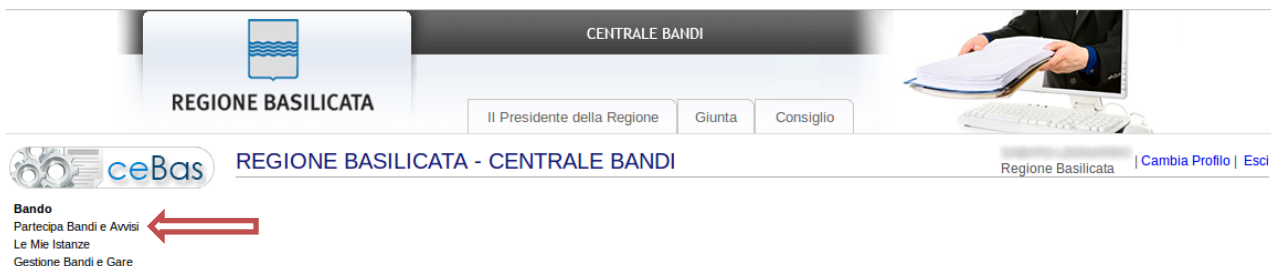 CENTRALE BANDI
REGIONE BASILICATA
Il Presidente della Regione
Giunta
Consiglio
ceBas
REGIONE BASILICATA - CENTRALE BANDI
Regione Basilicata
| Cambia Profilo | Esci
Bando
Partecipa Bandi e Avvisi
Le Mie Istanze
Gestione Bandi e Gare